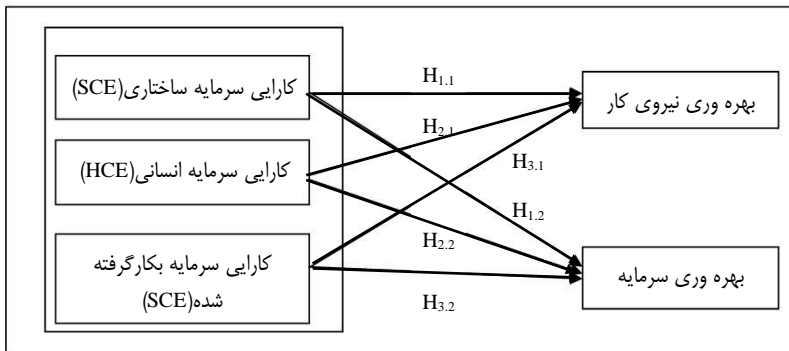 کارایی سرمایه ساختاری(SCE)
کارایی سرمایه انسانی(HCE)
کارایی سرمایه بکارگرفته
شده(SCE)
H1.1
H2.1
H3.1
H1.2
H2.2
H3.2
بهره وری نیروی کار
بهره وری سرمایه